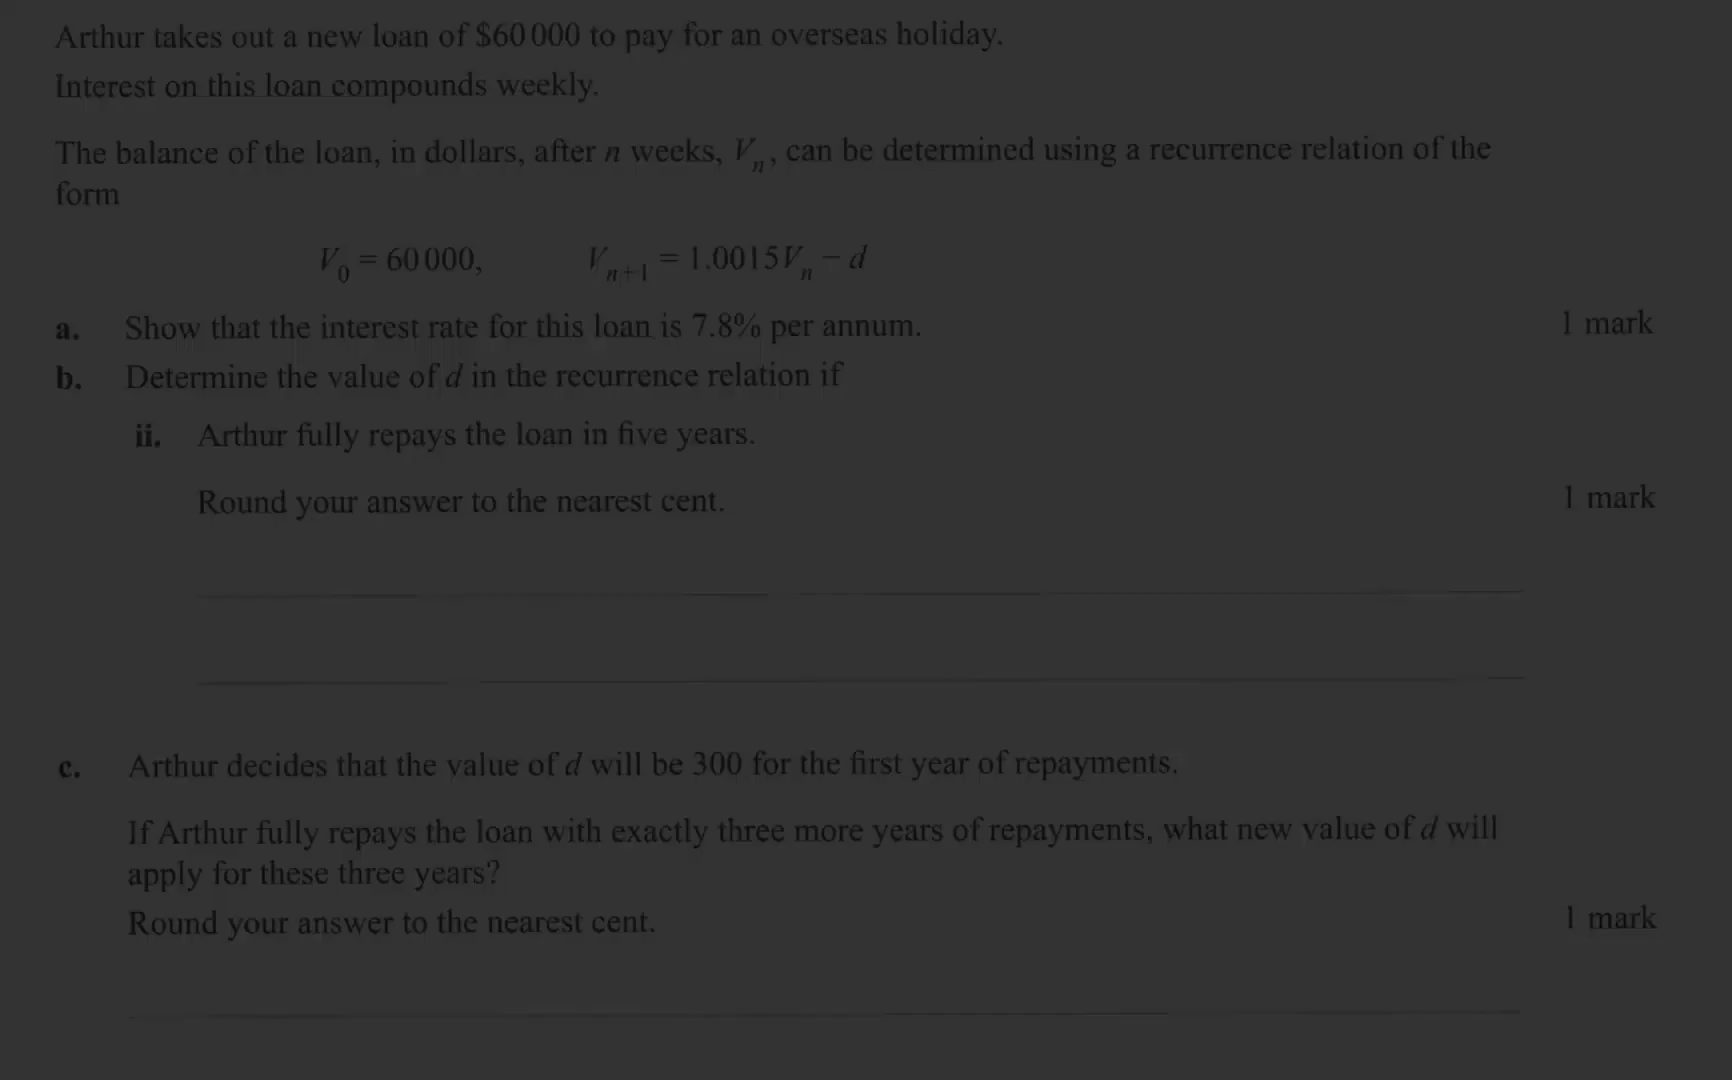 Arthur takes out a new loan of $60 000 to pay for an overseas holiday.
Interest on this loan compounds weekly.
The balance of the loan, in dollars, after n weeks, Vₙ, can be determined using a recurrence relation of the
form
V₀ = 60 000, Vₙ₊₁ = 1.0015Vₙ − d
a. Show that the interest rate for this loan is 7.8% per annum. 1 mark
b. Determine the value of d in the recurrence relation if
ii. Arthur fully repays the loan in five years.
Round your answer to the nearest cent. 1 mark
c. Arthur decides that the value of d will be 300 for the first year of repayments.
If Arthur fully repays the loan with exactly three more years of repayments, what new value of d will
apply for these three years?
Round your answer to the nearest cent. 1 mark